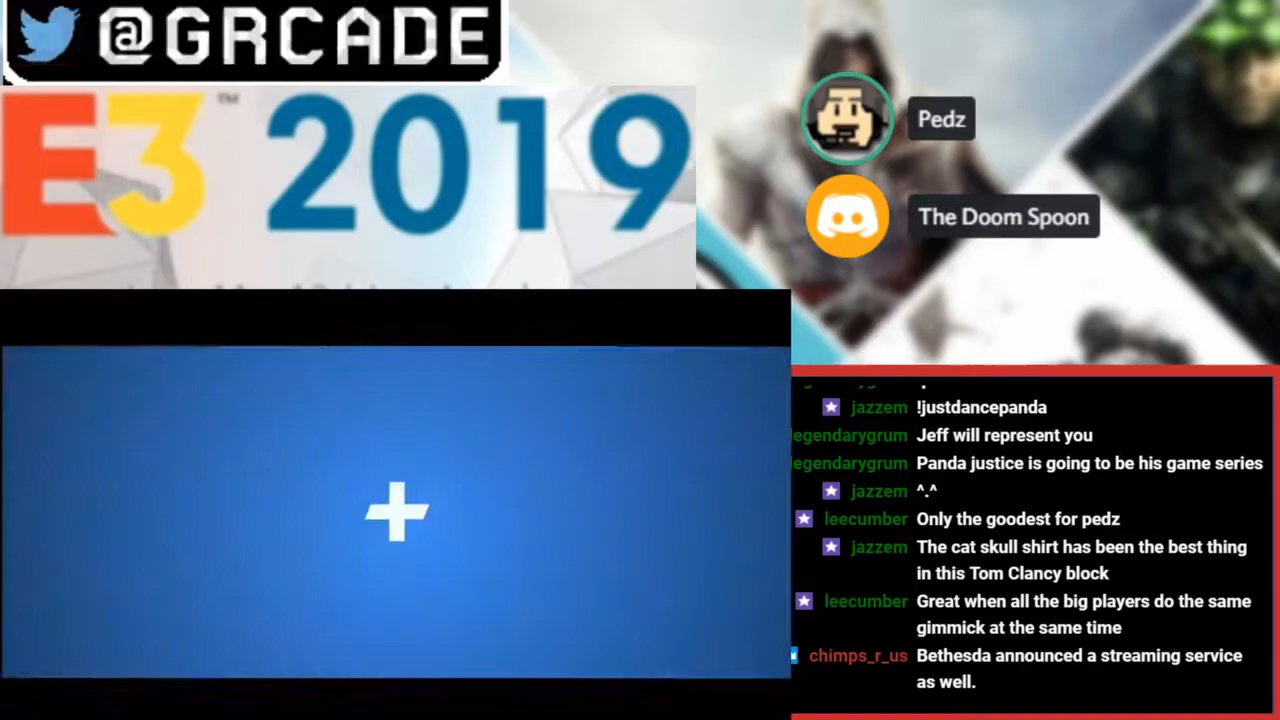 @GRCADE
E3™ 2019
Pedz
The Doom Spoon
jazzem !justdancepanda
egendarygrum Jeff will represent you
egendarygrum Panda justice is going to be his game series
jazzem ^.^
leecumber Only the goodest for pedz
jazzem The cat skull shirt has been the best thing
in this Tom Clancy block
leecumber Great when all the big players do the same
gimmick at the same time
chimps_r_us Bethesda announced a streaming service
as well.